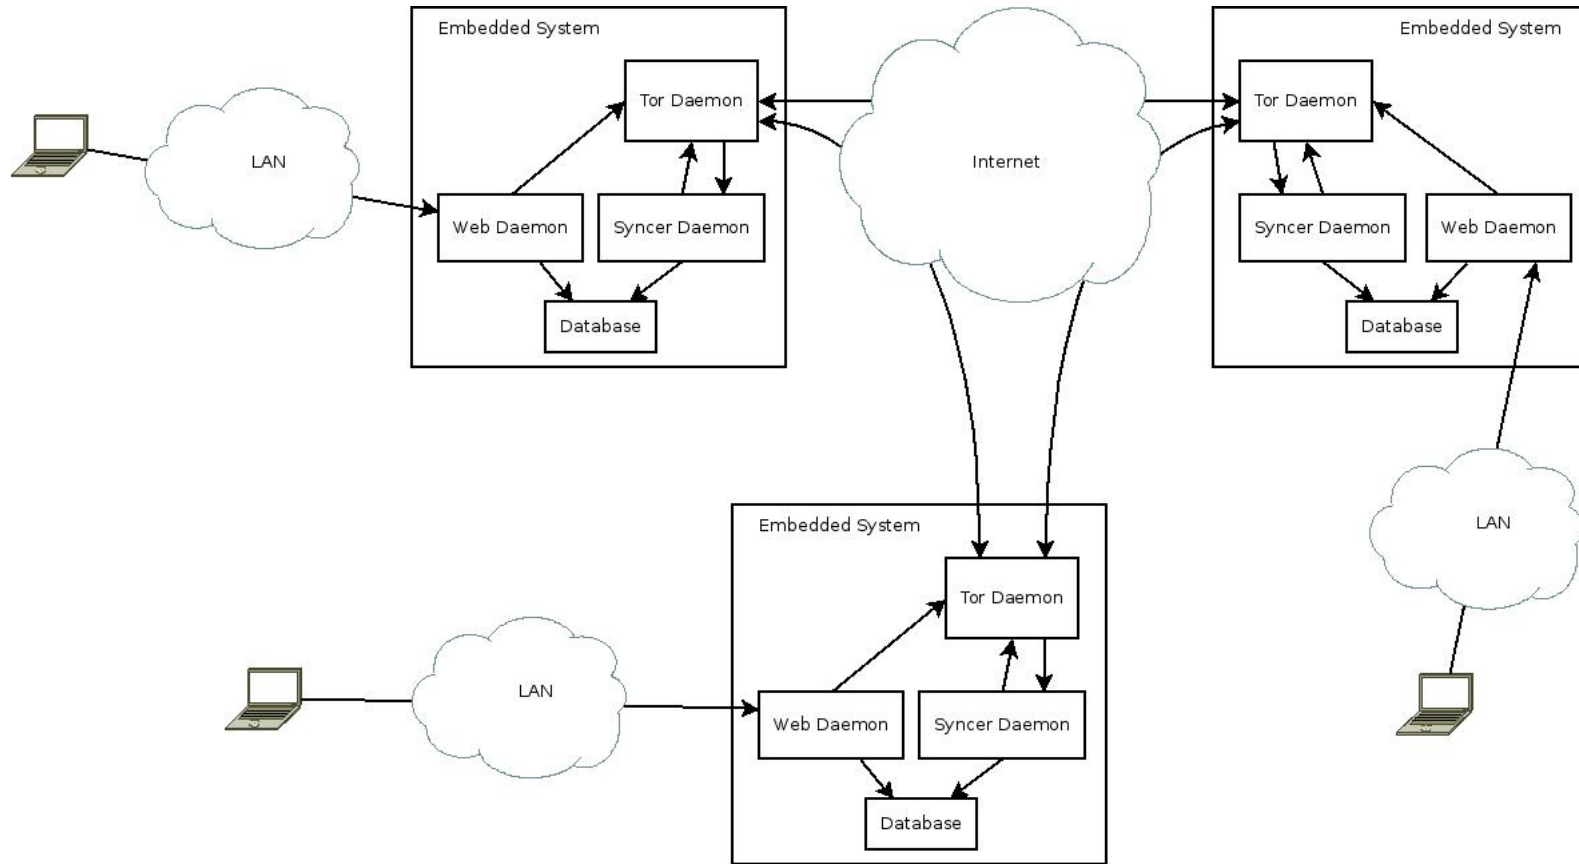 Embedded System
Tor Daemon
LAN
Web Daemon
Syncer Daemon
Database
Internet
Embedded System
Tor Daemon
Syncer Daemon
Web Daemon
Database
LAN
Embedded System
Tor Daemon
LAN
Web Daemon
Syncer Daemon
Database